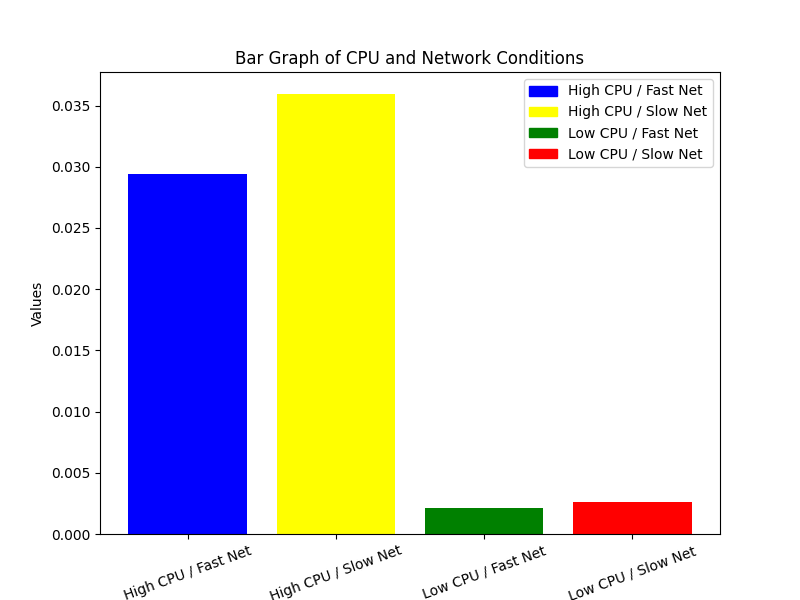 Bar Graph of CPU and Network Conditions
High CPU / Fast Net
High CPU / Slow Net
Low CPU / Fast Net
Low CPU / Slow Net
Values
0.035
0.030
0.025
0.020
0.015
0.010
0.005
0.000
High CPU / Fast Net
High CPU / Slow Net
Low CPU / Fast Net
Low CPU / Slow Net